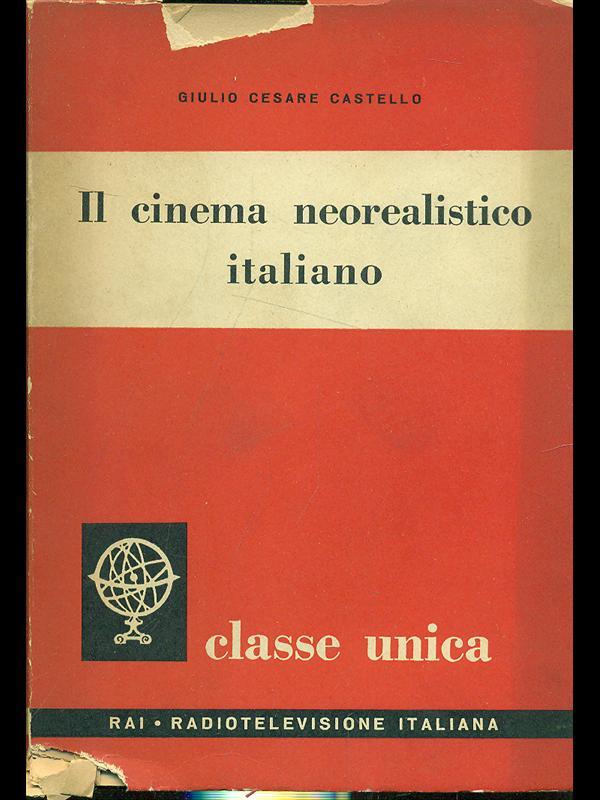 GIULIO CESARE CASTELLO
Il cinema neorealistico
italiano
classe unica
RAI • RADIOTELEVISIONE ITALIANA